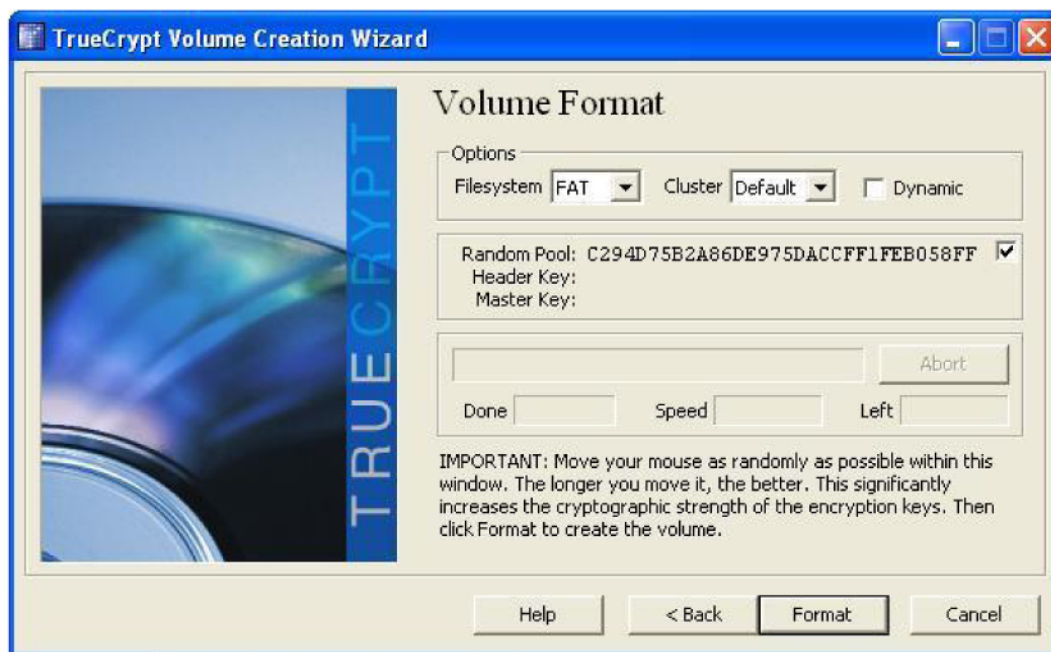 TrueCrypt Volume Creation Wizard
TRUECRYPT
Volume Format
Options
Filesystem FAT Cluster Default Dynamic
Random Pool: C294D75B2A86DE975DACCFF1FEB058FF
Header Key:
Master Key:
Abort
Done Speed Left
IMPORTANT: Move your mouse as randomly as possible within this
window. The longer you move it, the better. This significantly
increases the cryptographic strength of the encryption keys. Then
click Format to create the volume.
Help < Back Format Cancel